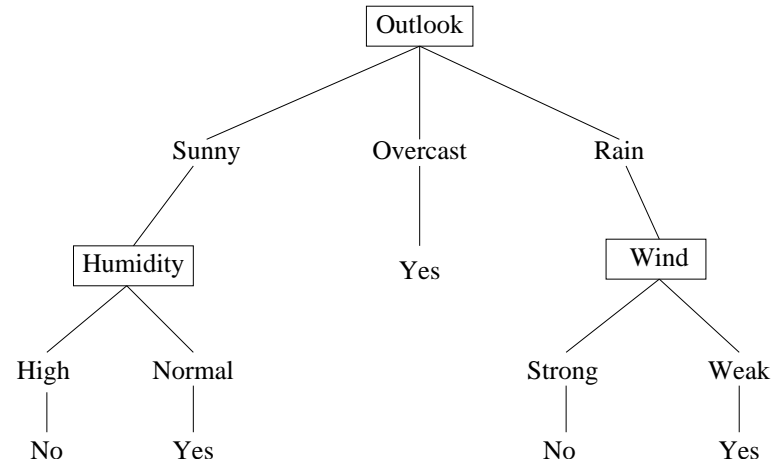 Outlook
Sunny Overcast Rain
Humidity Yes Wind
High Normal Strong Weak
No Yes No Yes